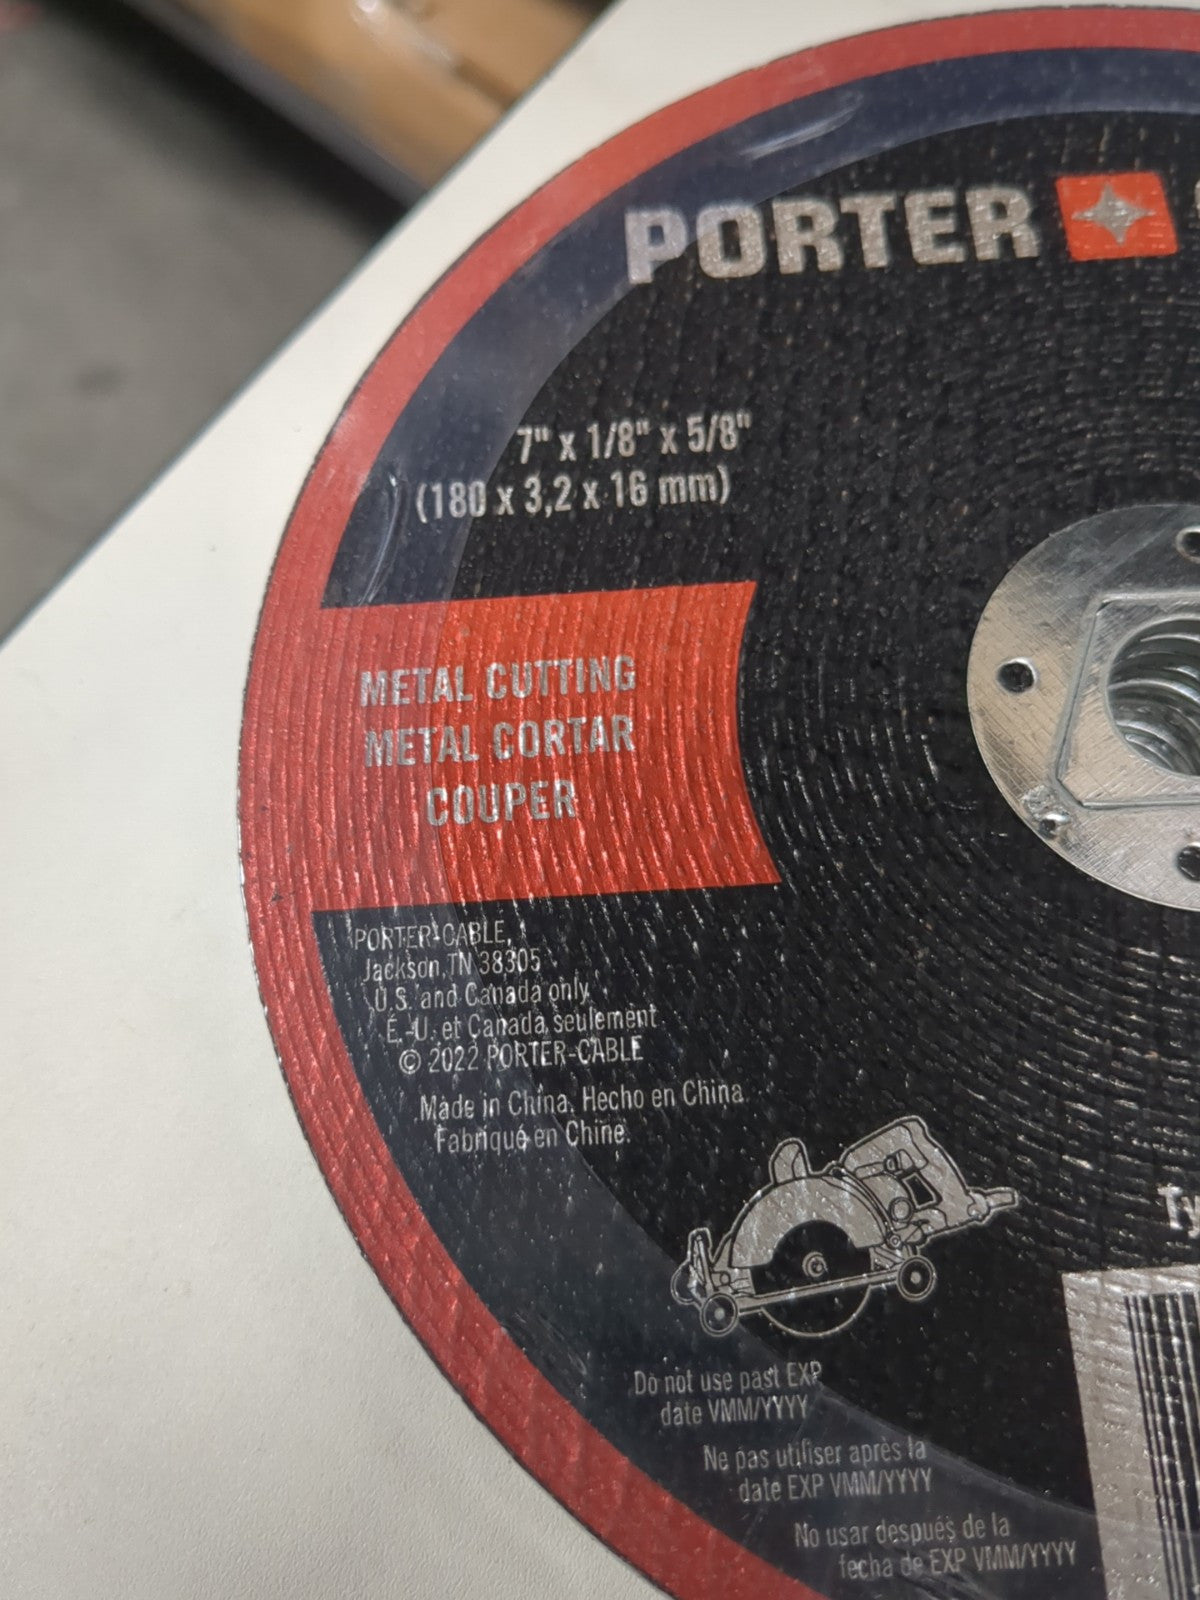 PORTER
7" x 1/8" x 5/8"
(180 x 3,2 x 16 mm)
METAL CUTTING
METAL CORTAR
COUPER
PORTER-CABLE,
Jackson, TN 38305
U.S. and Canada only
É.-U. et Canada seulement
© 2022 PORTER-CABLE
Made in China. Hecho en China.
Fabriqué en Chine.
Ty
Do not use past EXP
date VMM/YYYY
Ne pas utiliser après la
date EXP VMM/YYYY
No usar después de la
fecha de EXP VMM/YYYY